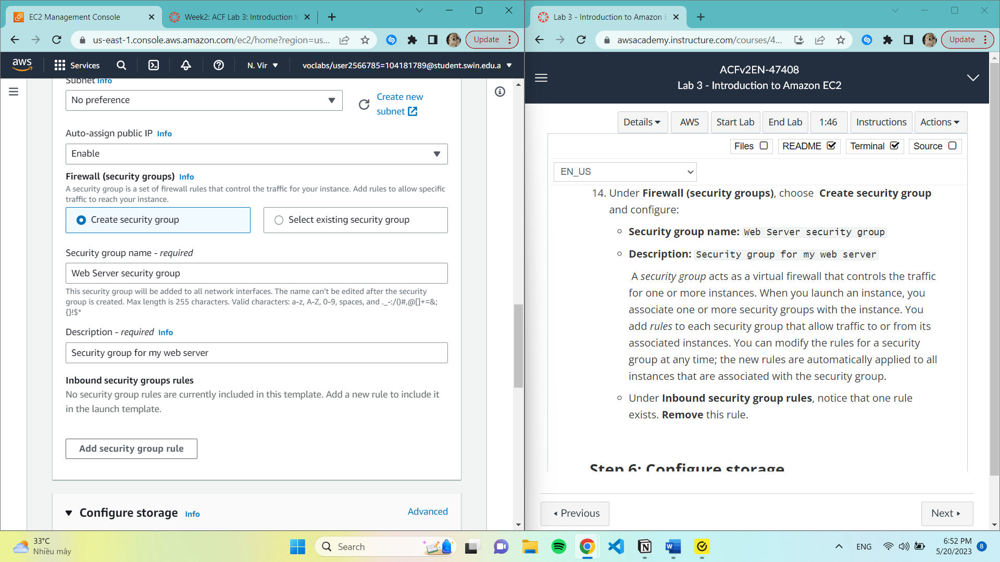 EC2 Management Console
Week2: ACF Lab 3: Introduction t
us-east-1.console.aws.amazon.com/ec2/home?region=us...
Update
aws
Services
N. Vir
voclabs/user2566785=104181789@student.swin.edu.a
Subnet Info
No preference
Create new
subnet
Auto-assign public IP Info
Enable
Firewall (security groups) Info
A security group is a set of firewall rules that control the traffic for your instance. Add rules to allow specific
traffic to reach your instance.
Create security group
Select existing security group
Security group name - required
Web Server security group
This security group will be added to all network interfaces. The name can't be edited after the security
group is created. Max length is 255 characters. Valid characters: a-z, A-Z, 0-9, spaces, and ._-:/()#,@[]+=&;
{}!$*
Description - required Info
Security group for my web server
Inbound security groups rules
No security group rules are currently included in this template. Add a new rule to include it
in the launch template.
Add security group rule
Configure storage Info
Advanced
Lab 3 - Introduction to Amazon E
awsacademy.instructure.com/courses/4...
Update
ACFv2EN-47408
Lab 3 - Introduction to Amazon EC2
Details
AWS
Start Lab
End Lab
1:46
Instructions
Actions
Files
README
Terminal
Source
EN_US
14. Under Firewall (security groups), choose Create security group
and configure:
Security group name: Web Server security group
Description: Security group for my web server
A security group acts as a virtual firewall that controls the traffic
for one or more instances. When you launch an instance, you
associate one or more security groups with the instance. You
add rules to each security group that allow traffic to or from its
associated instances. You can modify the rules for a security
group at any time; the new rules are automatically applied to all
instances that are associated with the security group.
Under Inbound security group rules, notice that one rule
exists. Remove this rule.
Step 6: Configure storage
Previous
Next
33°C
Nhiều mây
Search
ENG
6:52 PM
5/20/2023
8